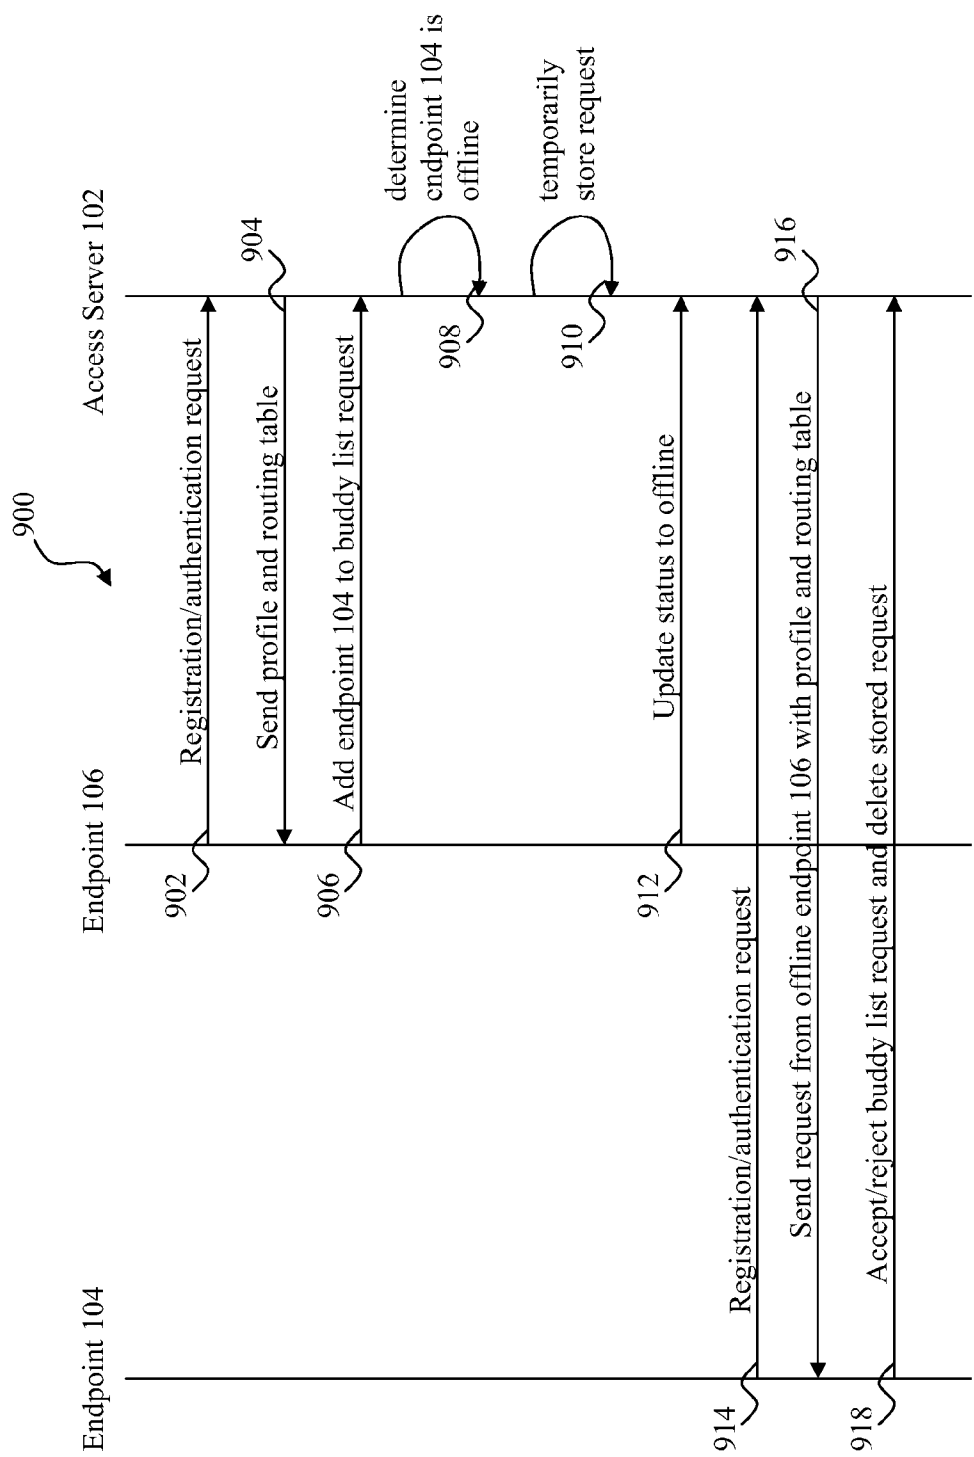 900
Endpoint 104
Endpoint 106
Access Server 102
902
Registration/authentication request
904
Send profile and routing table
906
Add endpoint 104 to buddy list request
determine
endpoint 104 is
offline
908
temporarily
store request
910
912
Update status to offline
914
Registration/authentication request
916
Send request from offline endpoint 106 with profile and routing table
918
Accept/reject buddy list request and delete stored request